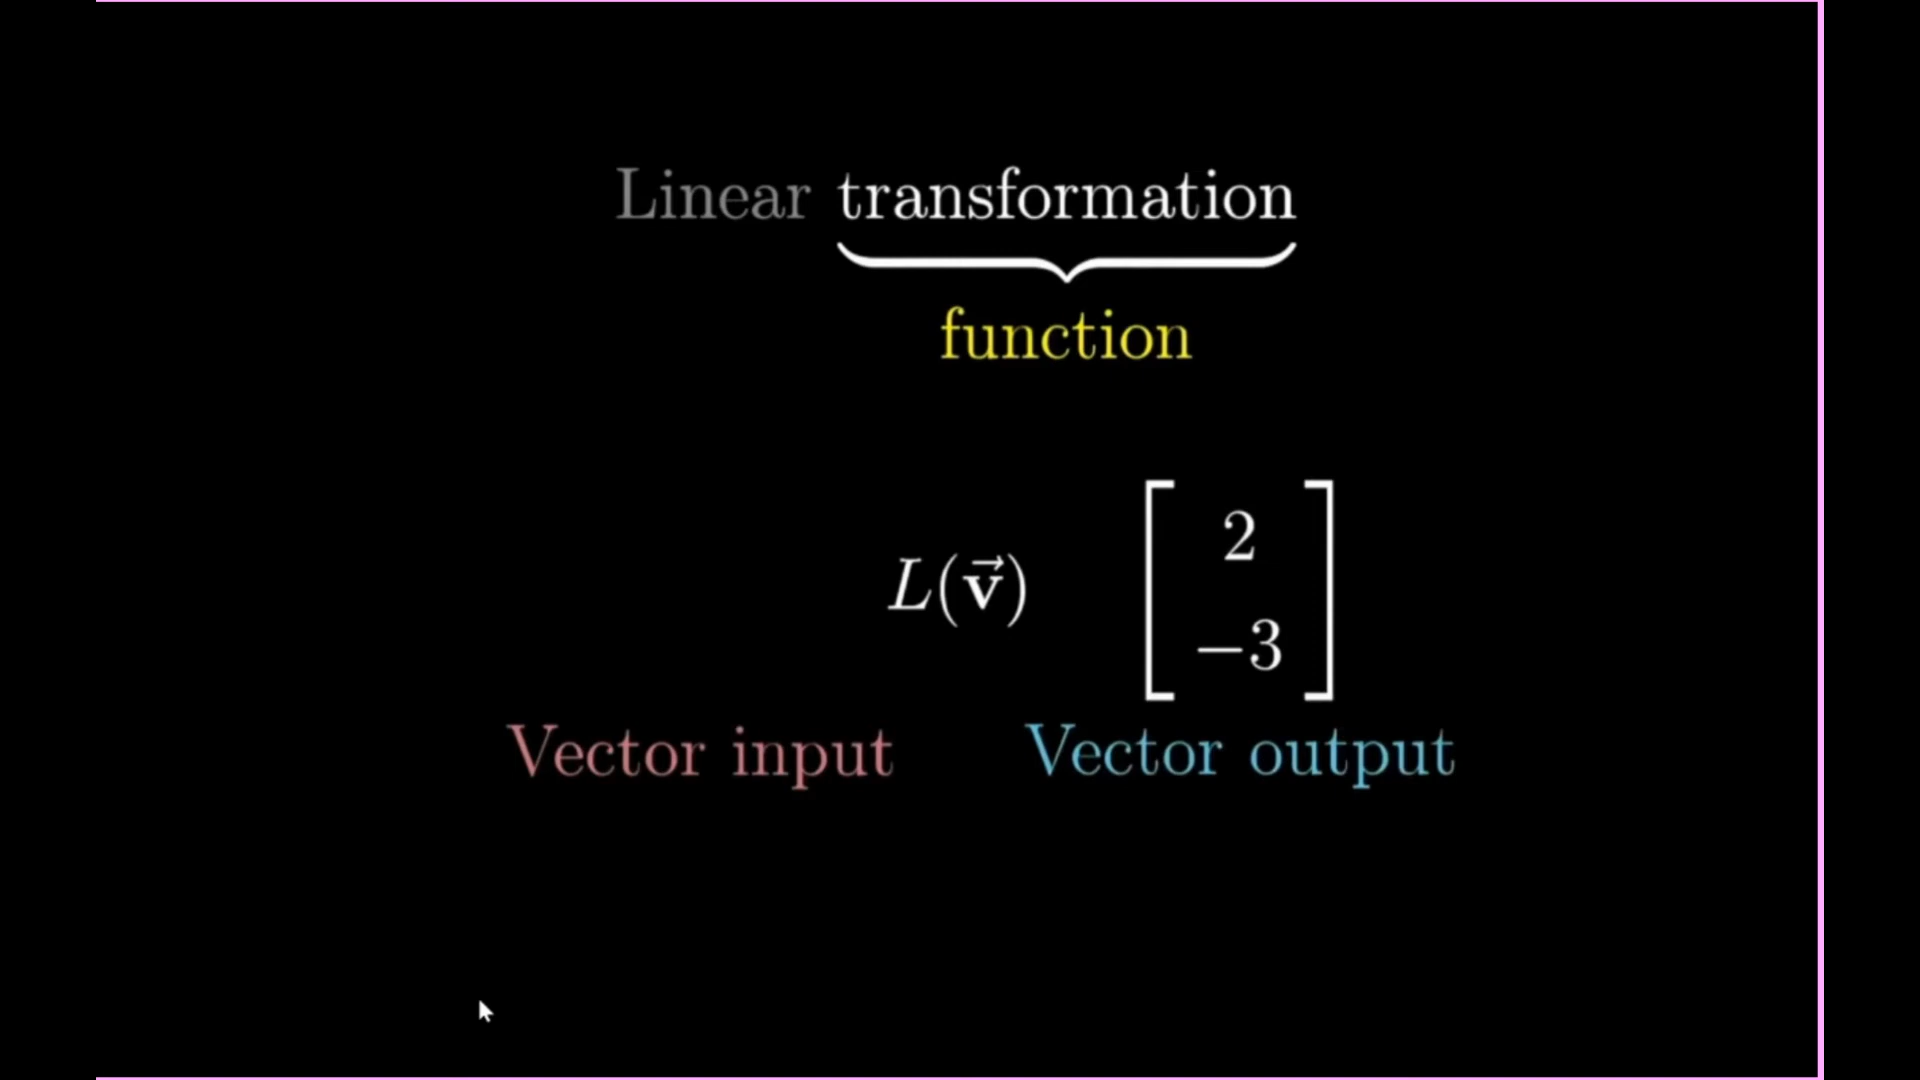 Linear transformation
function
L(v⃗) [2 −3]
Vector input Vector output